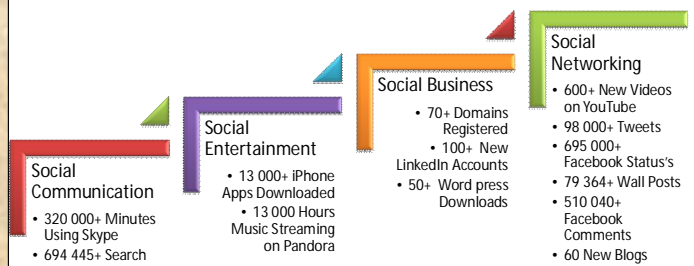 Social
Communication
• 320 000+ Minutes
Using Skype
• 694 445+ Search
Social
Entertainment
• 13 000+ iPhone
Apps Downloaded
• 13 000 Hours
Music Streaming
on Pandora
Social Business
• 70+ Domains
Registered
• 100+ New
LinkedIn Accounts
• 50+ Word press
Downloads
Social
Networking
• 600+ New Videos
on YouTube
• 98 000+ Tweets
• 695 000+
Facebook Status's
• 79 364+ Wall Posts
• 510 040+
Facebook
Comments
• 60 New Blogs